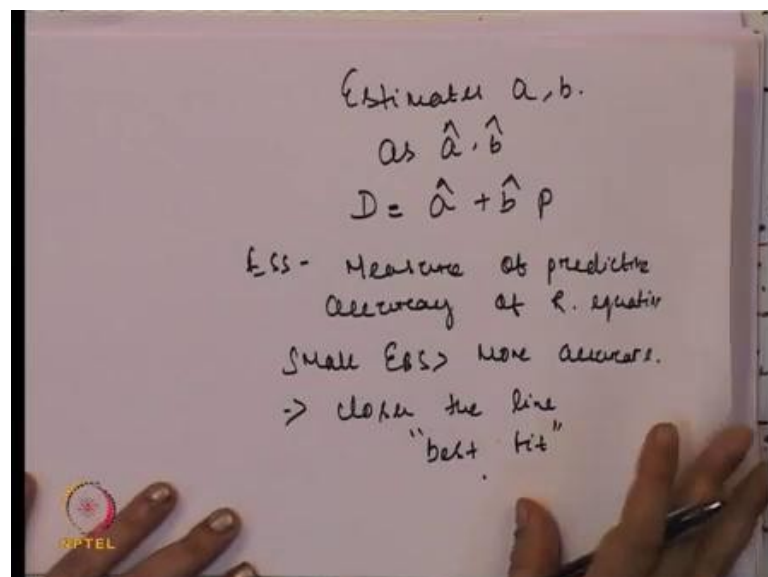 Estimates a, b.
as â, b̂
D = â + b̂ P
ESS - Measure of predictive
accuracy of R. equation
Small ESS > More accurate.
-> closer the line
"best fit"
NPTEL